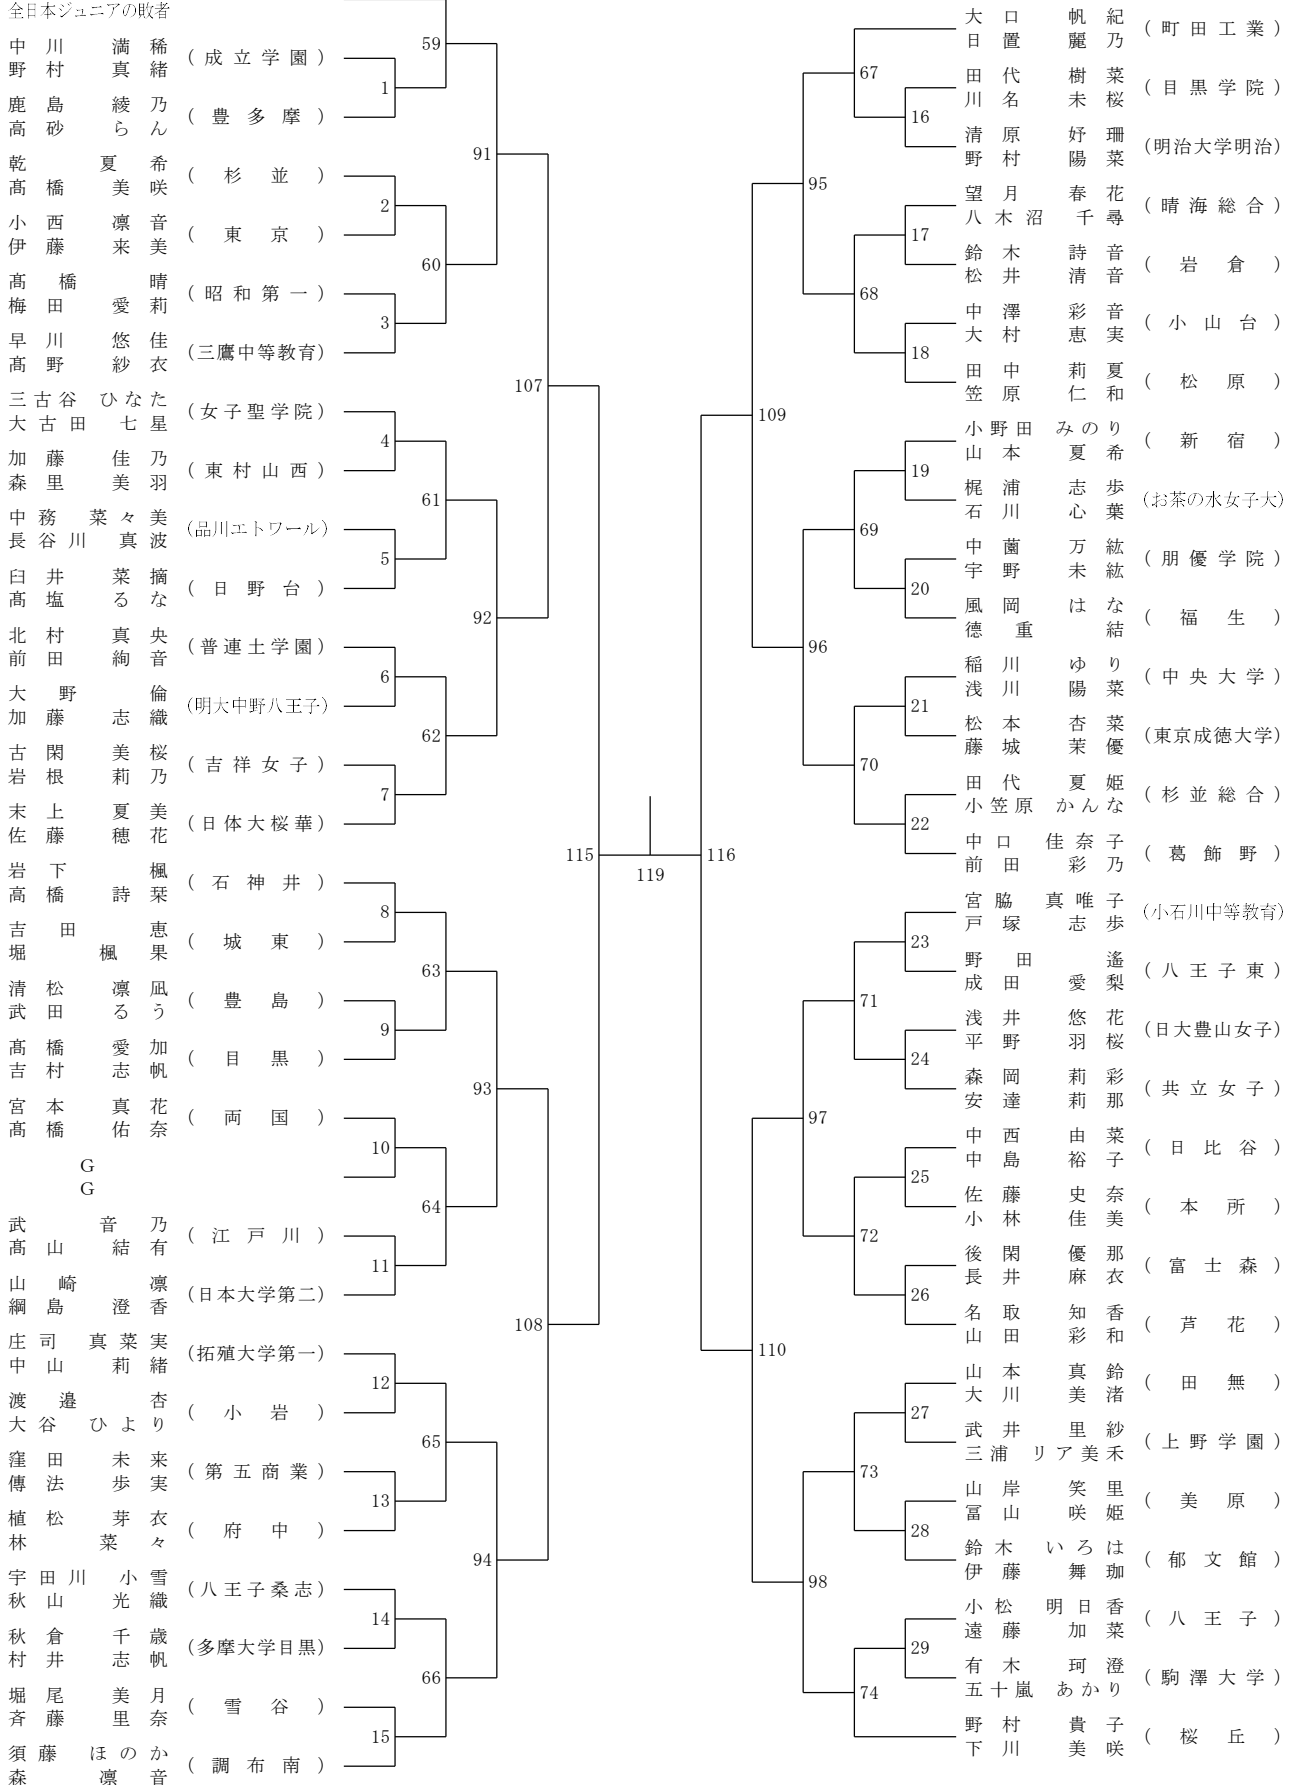 全日本ジュニアの敗者
59
中川 満稀
野村 真緒
(成立学園)
1
鹿島 綾乃
高砂 らん
(豊多摩)
91
乾 夏希
髙橋 美咲
(杉並)
2
小西 凛音
伊藤 来美
(東京)
60
髙橋 晴
梅田 愛莉
(昭和第一)
3
早川 悠佳
髙野 紗衣
(三鷹中等教育)
107
三古谷 ひなた
大古田 七星
(女子聖学院)
4
加藤 佳乃
森里 美羽
(東村山西)
61
中務 菜々美
長谷川 真波
(品川エトワール)
5
臼井 菜摘
髙塩 るな
(日野台)
92
北村 真央
前田 絢音
(普連土学園)
6
大野 倫
加藤 志織
(明大中野八王子)
62
古閑 美桜
岩根 莉乃
(吉祥女子)
7
末上 夏美
佐藤 穂花
(日体大桜華)
115
119
116
岩下 楓
高橋 詩栞
(石神井)
8
吉田 恵
堀 楓果
(城東)
63
清松 凛凪
武田 るう
(豊島)
9
髙橋 愛加
吉村 志帆
(目黒)
93
宮本 真花
髙橋 佑奈
(両国)
10
G
G
64
武 音乃
髙山 結有
(江戸川)
11
山崎 凛
綱島 澄香
(日本大学第二)
108
庄司 真菜実
中山 莉緒
(拓殖大学第一)
12
渡邉 杏
大谷 ひより
(小岩)
65
窪田 未来
傳法 歩実
(第五商業)
13
植松 芽衣
林 菜々
(府中)
94
宇田川 小雪
秋山 光織
(八王子桑志)
14
秋倉 千歳
村井 志帆
(多摩大学目黒)
66
堀尾 美月
斉藤 里奈
(雪谷)
15
須藤 ほのか
森 凛音
(調布南)
大口 帆紀
日置 麗乃
(町田工業)
67
田代 樹菜
川名 未桜
(目黒学院)
16
清原 妤珊
野村 陽菜
(明治大学明治)
95
望月 春花
八木沼 千尋
(晴海総合)
17
鈴木 詩音
松井 清音
(岩倉)
68
中澤 彩音
大村 恵実
(小山台)
18
田中 莉夏
笠原 仁和
(松原)
109
小野田 みのり
山本 夏希
(新宿)
19
梶浦 志歩
石川 心葉
(お茶の水女子大)
69
中薗 万紘
宇野 未紘
(朋優学院)
20
風岡 はな
德重 結
(福生)
96
稲川 ゆり
浅川 陽菜
(中央大学)
21
松本 杏菜
藤城 茉優
(東京成徳大学)
70
田代 夏姫
小笠原 かんな
(杉並総合)
22
中口 佳奈子
前田 彩乃
(葛飾野)
宮脇 真唯子
戸塚 志歩
(小石川中等教育)
23
野田 遙
成田 愛梨
(八王子東)
71
浅井 悠花
平野 羽桜
(日大豊山女子)
24
森岡 莉彩
安達 莉那
(共立女子)
97
中西 由菜
中島 裕子
(日比谷)
25
佐藤 史奈
小林 佳美
(本所)
72
後閑 優那
長井 麻衣
(富士森)
26
名取 知香
山田 彩和
(芦花)
110
山本 真鈴
大川 美渚
(田無)
27
武井 里紗
三浦 リア美禾
(上野学園)
73
山岸 笑里
冨山 咲姫
(美原)
28
鈴木 いろは
伊藤 舞珈
(郁文館)
98
小松 明日香
遠藤 加菜
(八王子)
29
有木 珂澄
五十嵐 あかり
(駒澤大学)
74
野村 貴子
下川 美咲
(桜丘)